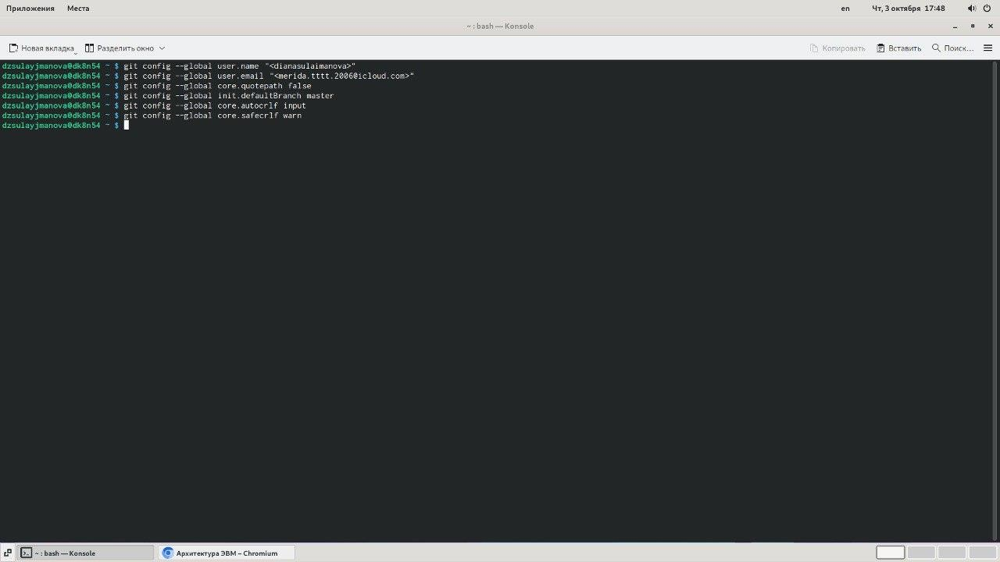 Приложения Места en Чт, 3 октября 17:48
~ : bash — Konsole
Новая вкладка Разделить окно Копировать Вставить Поиск...
dzsulayjmanova@dk8n54 ~ $ git config --global user.name "<dianasulaimanova>"
dzsulayjmanova@dk8n54 ~ $ git config --global user.email "<merida.tttt.2006@icloud.com>"
dzsulayjmanova@dk8n54 ~ $ git config --global core.quotepath false
dzsulayjmanova@dk8n54 ~ $ git config --global init.defaultBranch master
dzsulayjmanova@dk8n54 ~ $ git config --global core.autocrlf input
dzsulayjmanova@dk8n54 ~ $ git config --global core.safecrlf warn
dzsulayjmanova@dk8n54 ~ $
~ : bash — Konsole Архитектура ЭВМ – Chromium